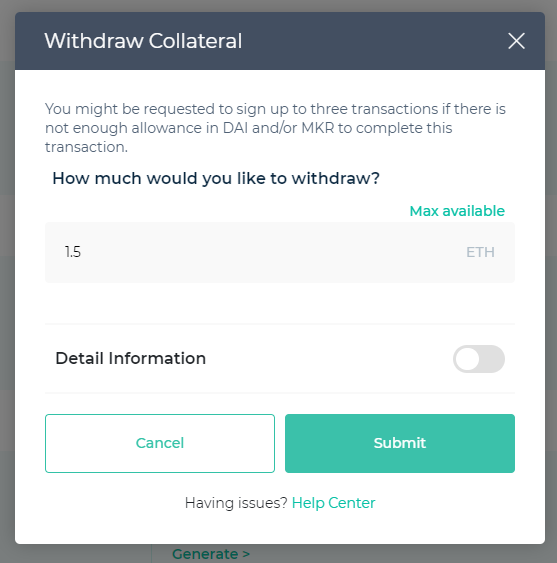 Withdraw Collateral
You might be requested to sign up to three transactions if there is
not enough allowance in DAI and/or MKR to complete this
transaction.
How much would you like to withdraw?
Max available
1.5 ETH
Detail Information
Cancel Submit
Having issues? Help Center
Generate >